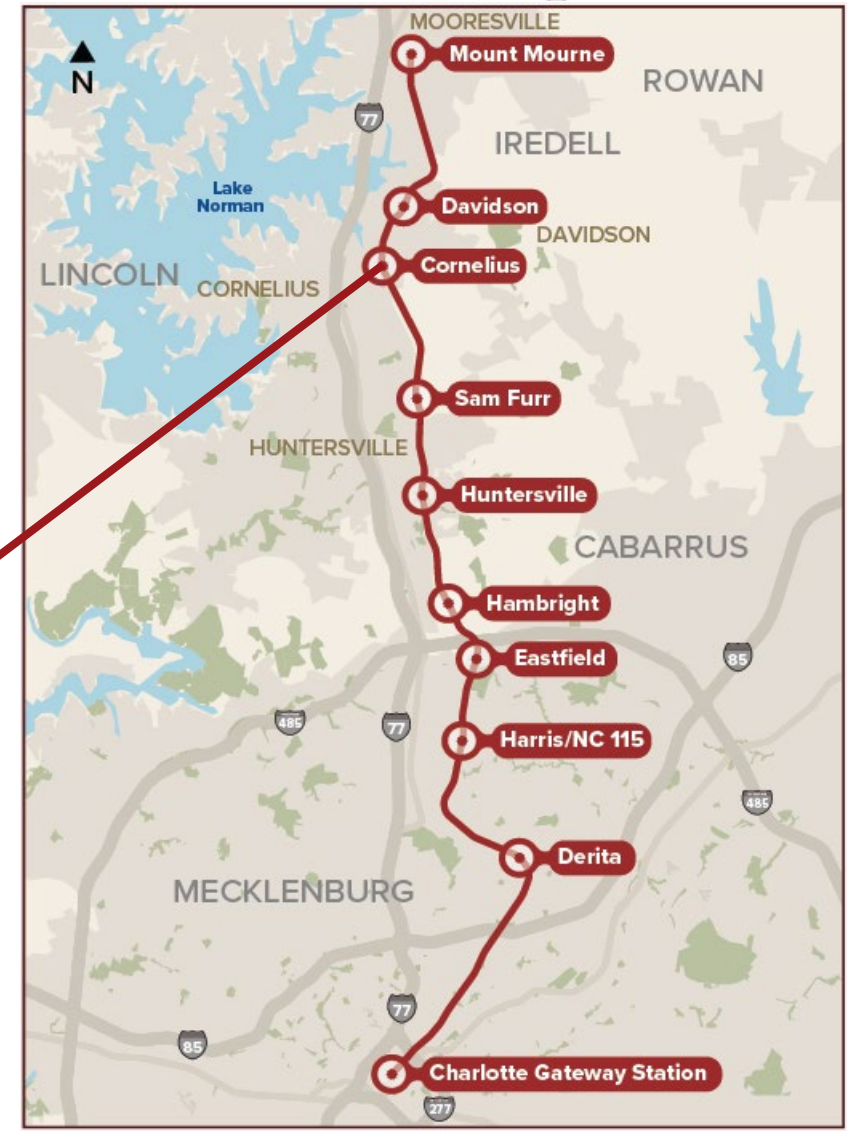 MOORESVILLE
Mount Mourne
N
ROWAN
77
IREDELL
Lake
Norman
Davidson
DAVIDSON
Cornelius
LINCOLN
CORNELIUS
Sam Furr
HUNTERSVILLE
Huntersville
CABARRUS
Hambright
Eastfield
85
485
77
Harris/NC 115
485
Derita
MECKLENBURG
77
85
Charlotte Gateway Station
277